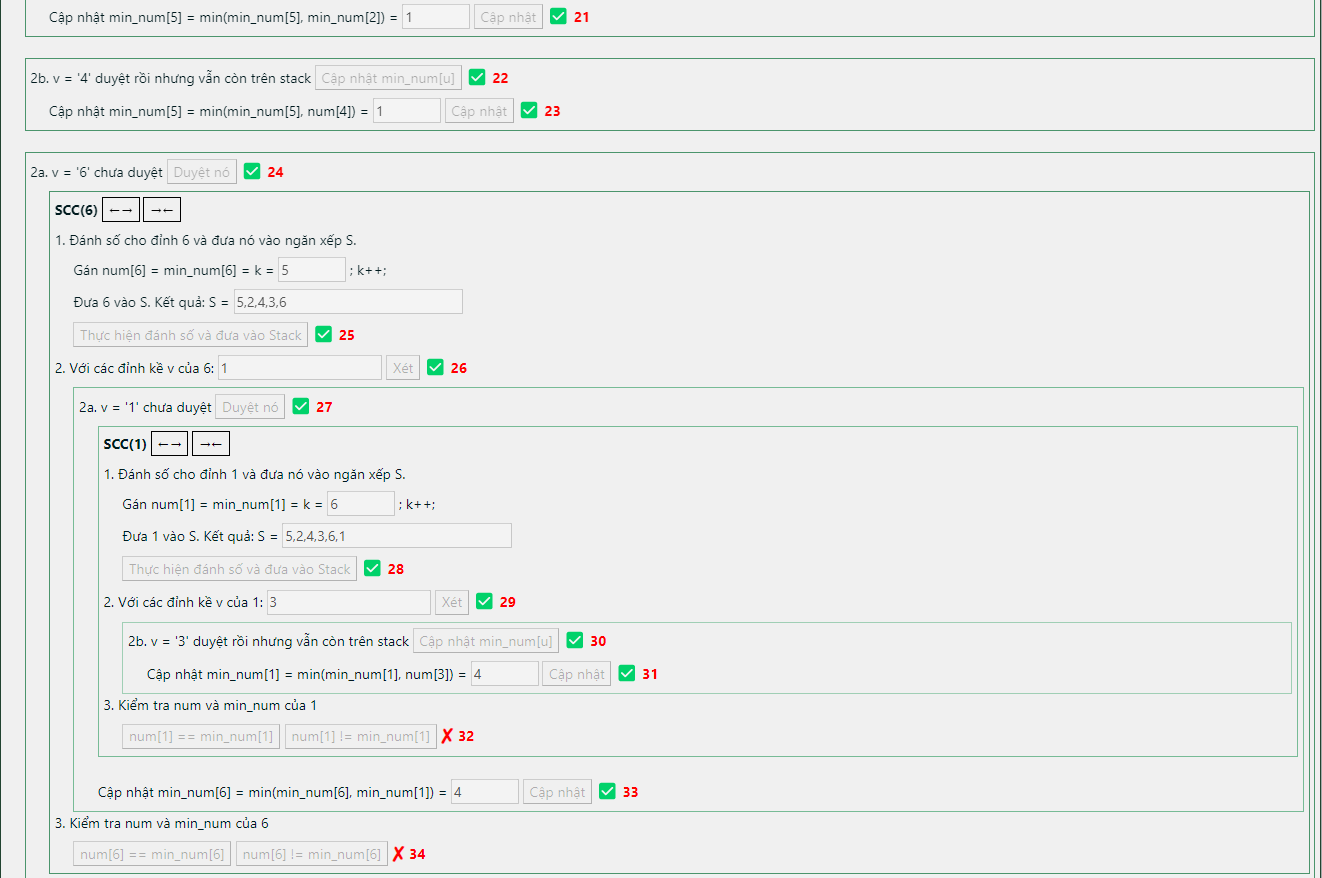 Cập nhật min_num[5] = min(min_num[5], min_num[2]) = 1 Cập nhật ✅ 21
2b. v = '4' duyệt rồi nhưng vẫn còn trên stack Cập nhật min_num[u] ✅ 22
Cập nhật min_num[5] = min(min_num[5], num[4]) = 1 Cập nhật ✅ 23
2a. v = '6' chưa duyệt Duyệt nó ✅ 24
SCC(6) ←→ →←
1. Đánh số cho đỉnh 6 và đưa nó vào ngăn xếp S.
Gán num[6] = min_num[6] = k = 5 ; k++;
Đưa 6 vào S. Kết quả: S = 5,2,4,3,6
Thực hiện đánh số và đưa vào Stack ✅ 25
2. Với các đỉnh kề v của 6: 1 Xét ✅ 26
2a. v = '1' chưa duyệt Duyệt nó ✅ 27
SCC(1) ←→ →←
1. Đánh số cho đỉnh 1 và đưa nó vào ngăn xếp S.
Gán num[1] = min_num[1] = k = 6 ; k++;
Đưa 1 vào S. Kết quả: S = 5,2,4,3,6,1
Thực hiện đánh số và đưa vào Stack ✅ 28
2. Với các đỉnh kề v của 1: 3 Xét ✅ 29
2b. v = '3' duyệt rồi nhưng vẫn còn trên stack Cập nhật min_num[u] ✅ 30
Cập nhật min_num[1] = min(min_num[1], num[3]) = 4 Cập nhật ✅ 31
3. Kiểm tra num và min_num của 1
num[1] == min_num[1] num[1] != min_num[1] ✗ 32
Cập nhật min_num[6] = min(min_num[6], min_num[1]) = 4 Cập nhật ✅ 33
3. Kiểm tra num và min_num của 6
num[6] == min_num[6] num[6] != min_num[6] ✗ 34